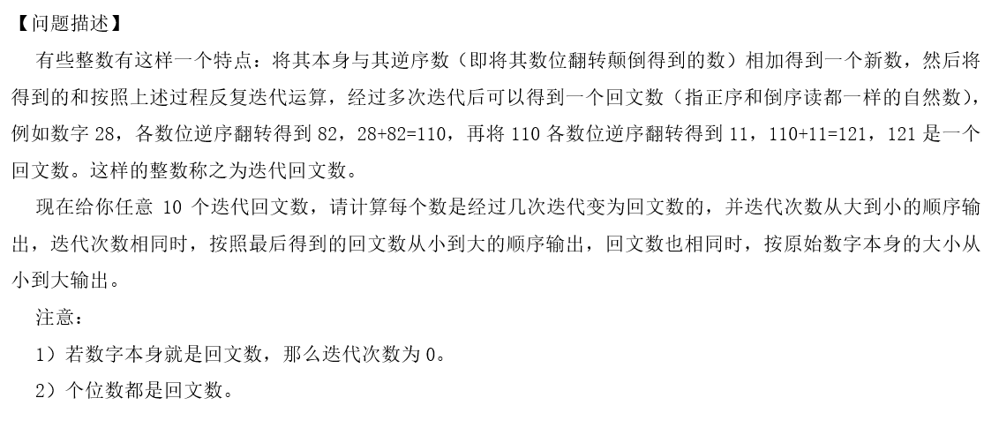 【问题描述】
有些整数有这样一个特点：将其本身与其逆序数（即将其数位翻转颠倒得到的数）相加得到一个新数，然后将
得到的和按照上述过程反复迭代运算，经过多次迭代后可以得到一个回文数（指正序和倒序读都一样的自然数），
例如数字 28，各数位逆序翻转得到 82，28+82=110，再将 110 各数位逆序翻转得到 11，110+11=121，121 是一个
回文数。这样的整数称之为迭代回文数。
现在给你任意 10 个迭代回文数，请计算每个数是经过几次迭代变为回文数的，并迭代次数从大到小的顺序输
出，迭代次数相同时，按照最后得到的回文数从小到大的顺序输出，回文数也相同时，按原始数字本身的大小从
小到大输出。
注意：
1）若数字本身就是回文数，那么迭代次数为 0。
2）个位数都是回文数。